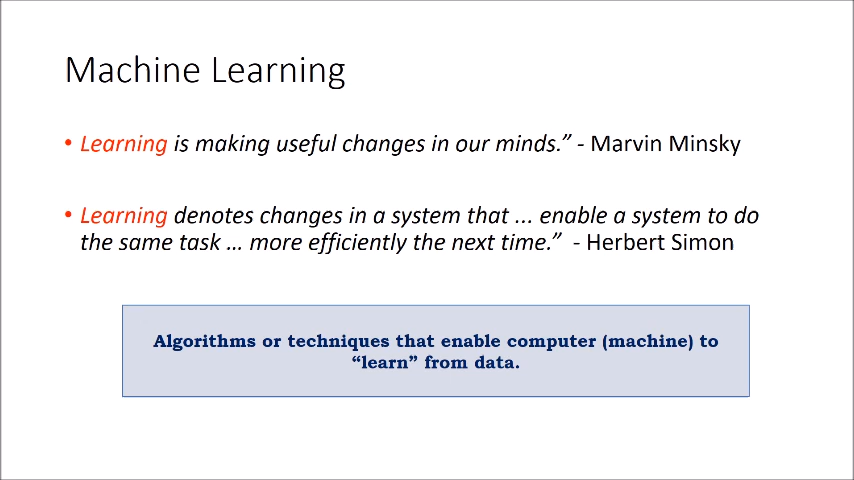 Machine Learning
• Learning is making useful changes in our minds.” - Marvin Minsky
• Learning denotes changes in a system that ... enable a system to do
the same task … more efficiently the next time.” - Herbert Simon
Algorithms or techniques that enable computer (machine) to
“learn” from data.